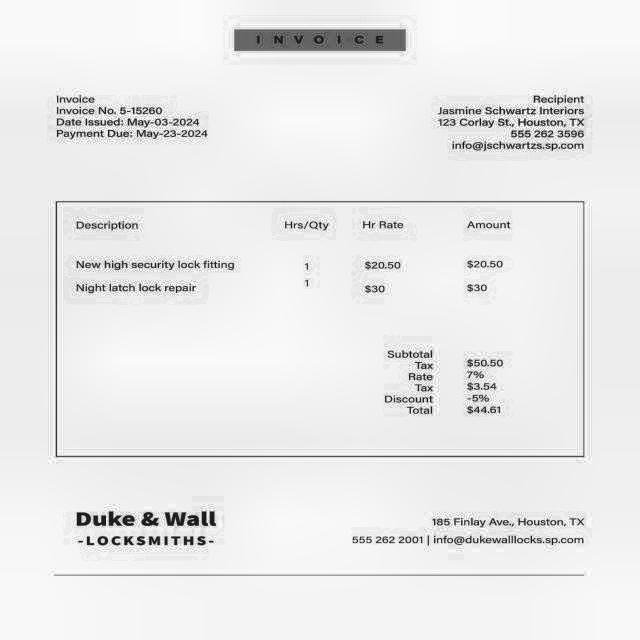 INVOICE
Invoice
Invoice No. 5-15260
Date Issued: May-03-2024
Payment Due: May-23-2024
Recipient
Jasmine Schwartz Interiors
123 Corlay St., Houston, TX
555 262 3596
info@jschwartzs.sp.com
Description Hrs/Qty Hr Rate Amount
New high security lock fitting 1 $20.50 $20.50
Night latch lock repair 1 $30 $30
Subtotal $50.50
Tax
Rate 7%
Tax $3.54
Discount -5%
Total $44.61
Duke & Wall
-LOCKSMITHS-
185 Finlay Ave., Houston, TX
555 262 2001 | info@dukewalllocks.sp.com